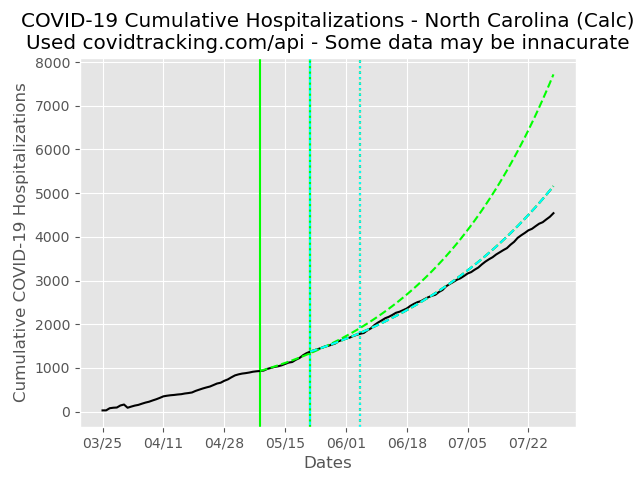 COVID-19 Cumulative Hospitalizations - North Carolina (Calc)
Used covidtracking.com/api - Some data may be innacurate
Cumulative COVID-19 Hospitalizations
8000
7000
6000
5000
4000
3000
2000
1000
0
03/25 04/11 04/28 05/15 06/01 06/18 07/05 07/22
Dates